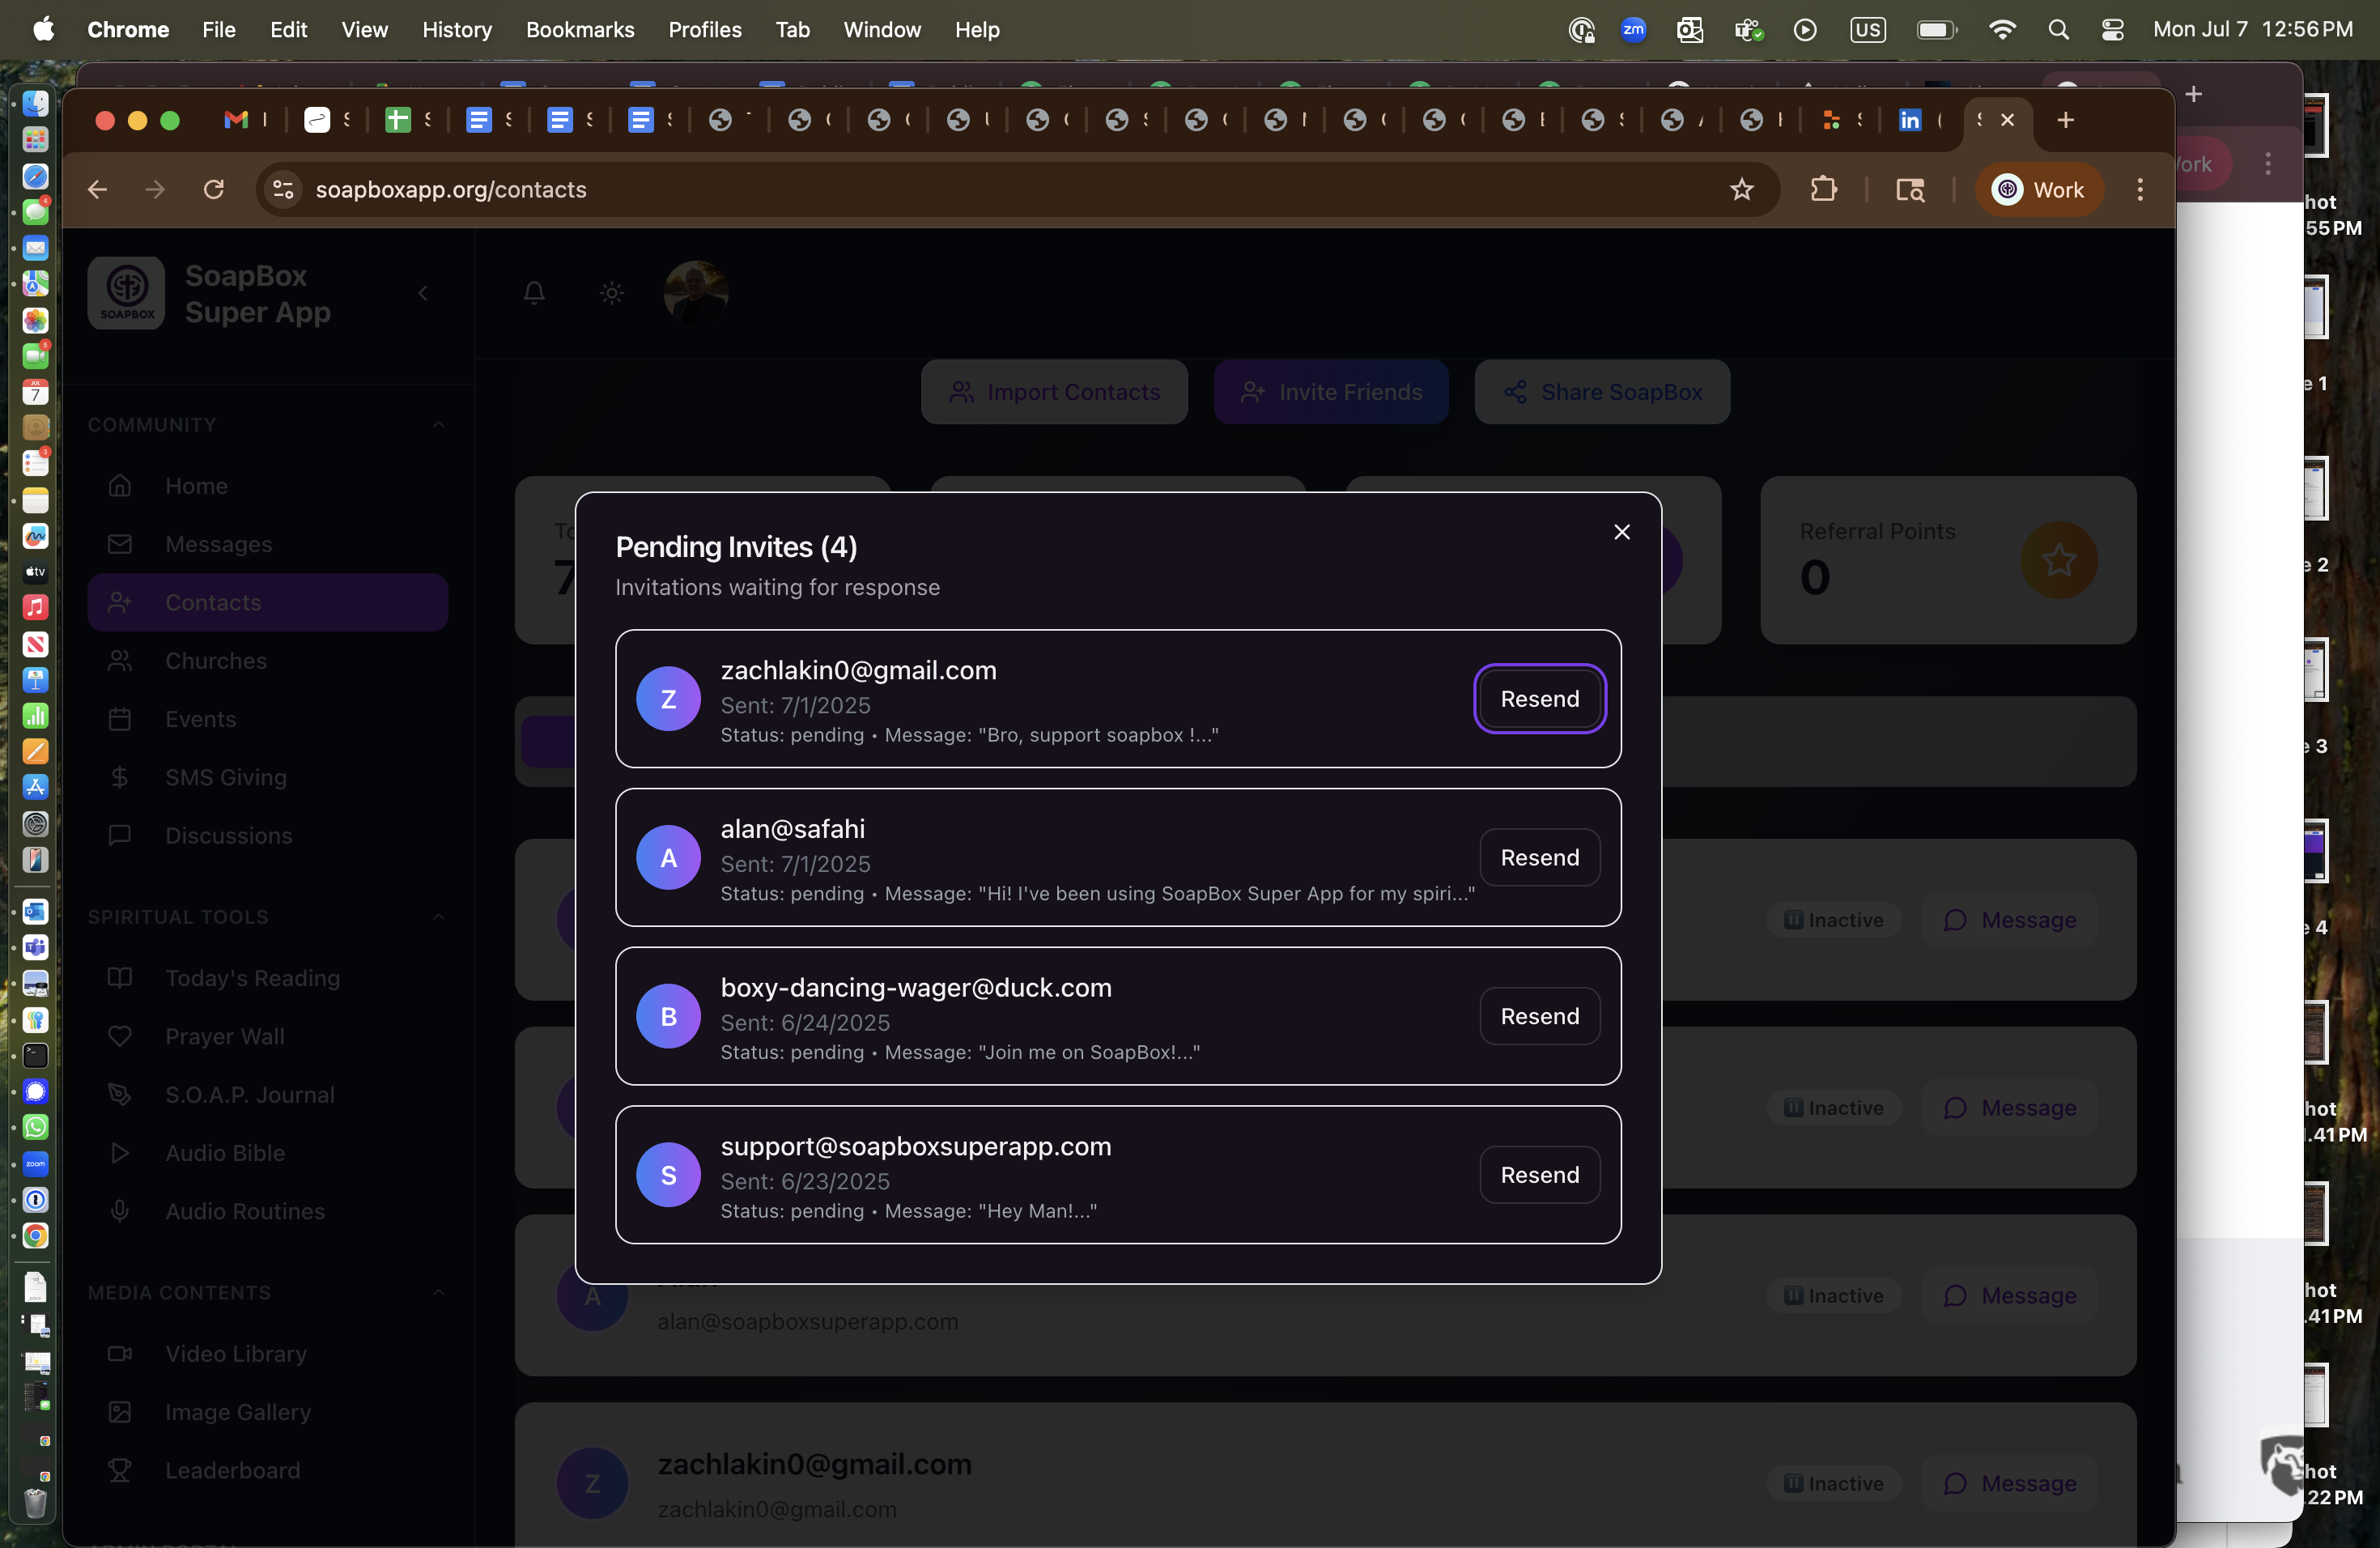 Chrome File Edit View History Bookmarks Profiles Tab Window Help
zm
US
Mon Jul 7 12:56 PM
soapboxapp.org/contacts
Work
SOAPBOX
SoapBox
Super App
Import Contacts
Invite Friends
Share SoapBox
COMMUNITY
Home
Messages
Contacts
Churches
Events
SMS Giving
Discussions
SPIRITUAL TOOLS
Today's Reading
Prayer Wall
S.O.A.P. Journal
Audio Bible
Audio Routines
MEDIA CONTENTS
Video Library
Image Gallery
Leaderboard
Referral Points
0
Pending Invites (4)
Invitations waiting for response
Z
zachlakin0@gmail.com
Sent: 7/1/2025
Status: pending • Message: "Bro, support soapbox !..."
Resend
A
alan@safahi
Sent: 7/1/2025
Status: pending • Message: "Hi! I've been using SoapBox Super App for my spiri..."
Resend
B
boxy-dancing-wager@duck.com
Sent: 6/24/2025
Status: pending • Message: "Join me on SoapBox!..."
Resend
S
support@soapboxsuperapp.com
Sent: 6/23/2025
Status: pending • Message: "Hey Man!..."
Resend
Inactive
Message
Inactive
Message
A
alan@soapboxsuperapp.com
Inactive
Message
Z
zachlakin0@gmail.com
zachlakin0@gmail.com
Inactive
Message